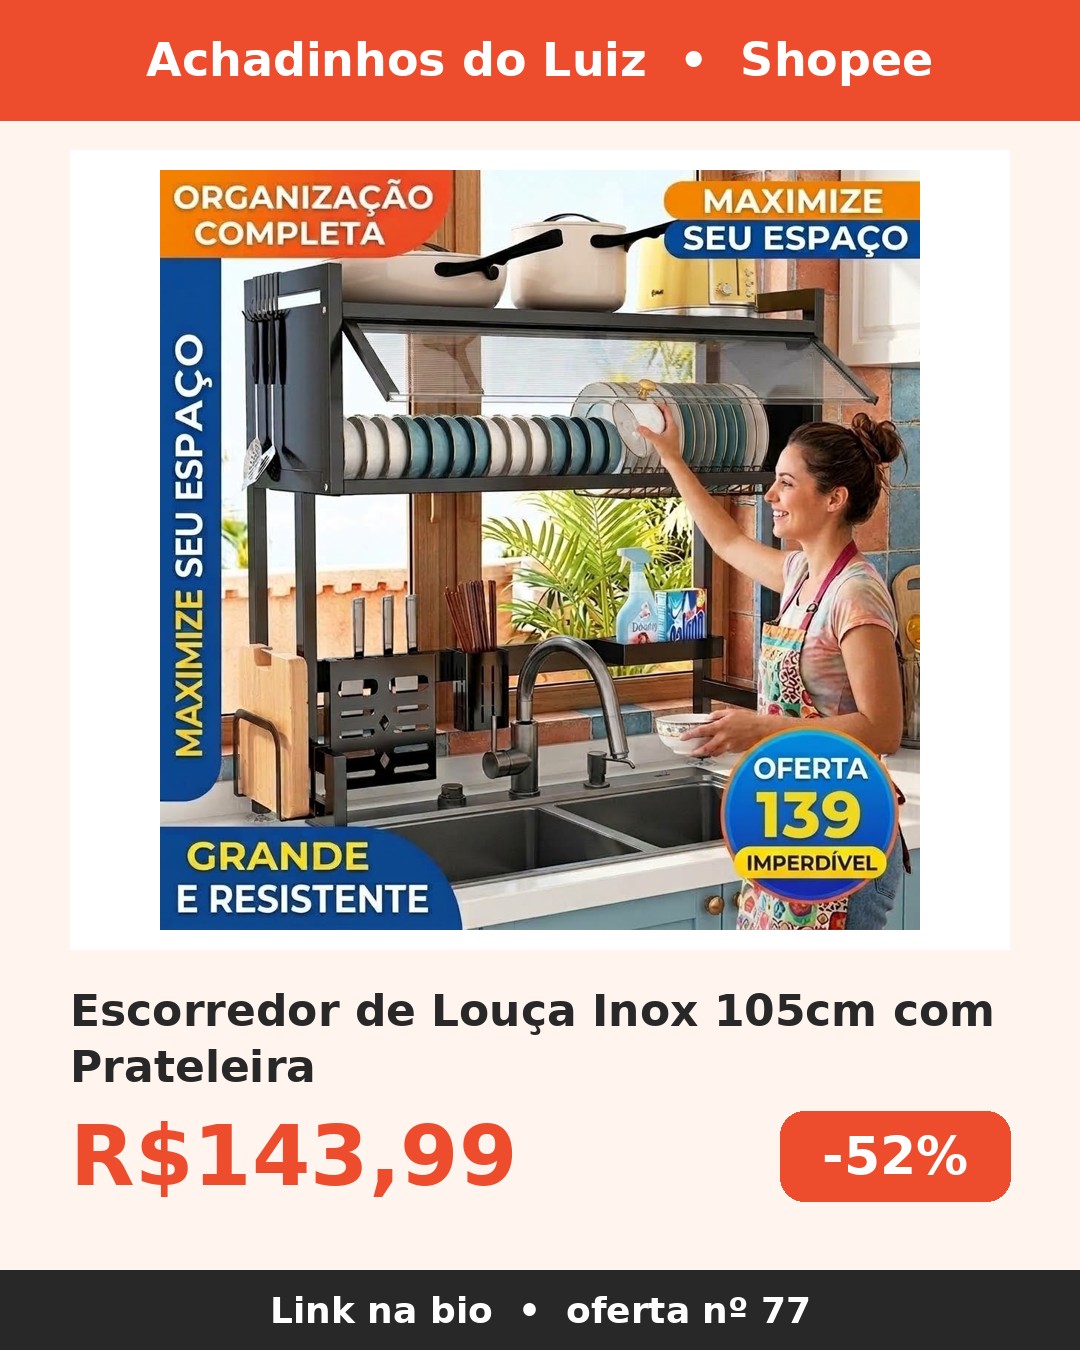 Achadinhos do Luiz • Shopee
ORGANIZAÇÃO
COMPLETA
MAXIMIZE
SEU ESPAÇO
MAXIMIZE SEU ESPAÇO
OFERTA
139
IMPERDÍVEL
GRANDE
E RESISTENTE
Escorredor de Louça Inox 105cm com
Prateleira
R$143,99
-52%
Link na bio • oferta nº 77